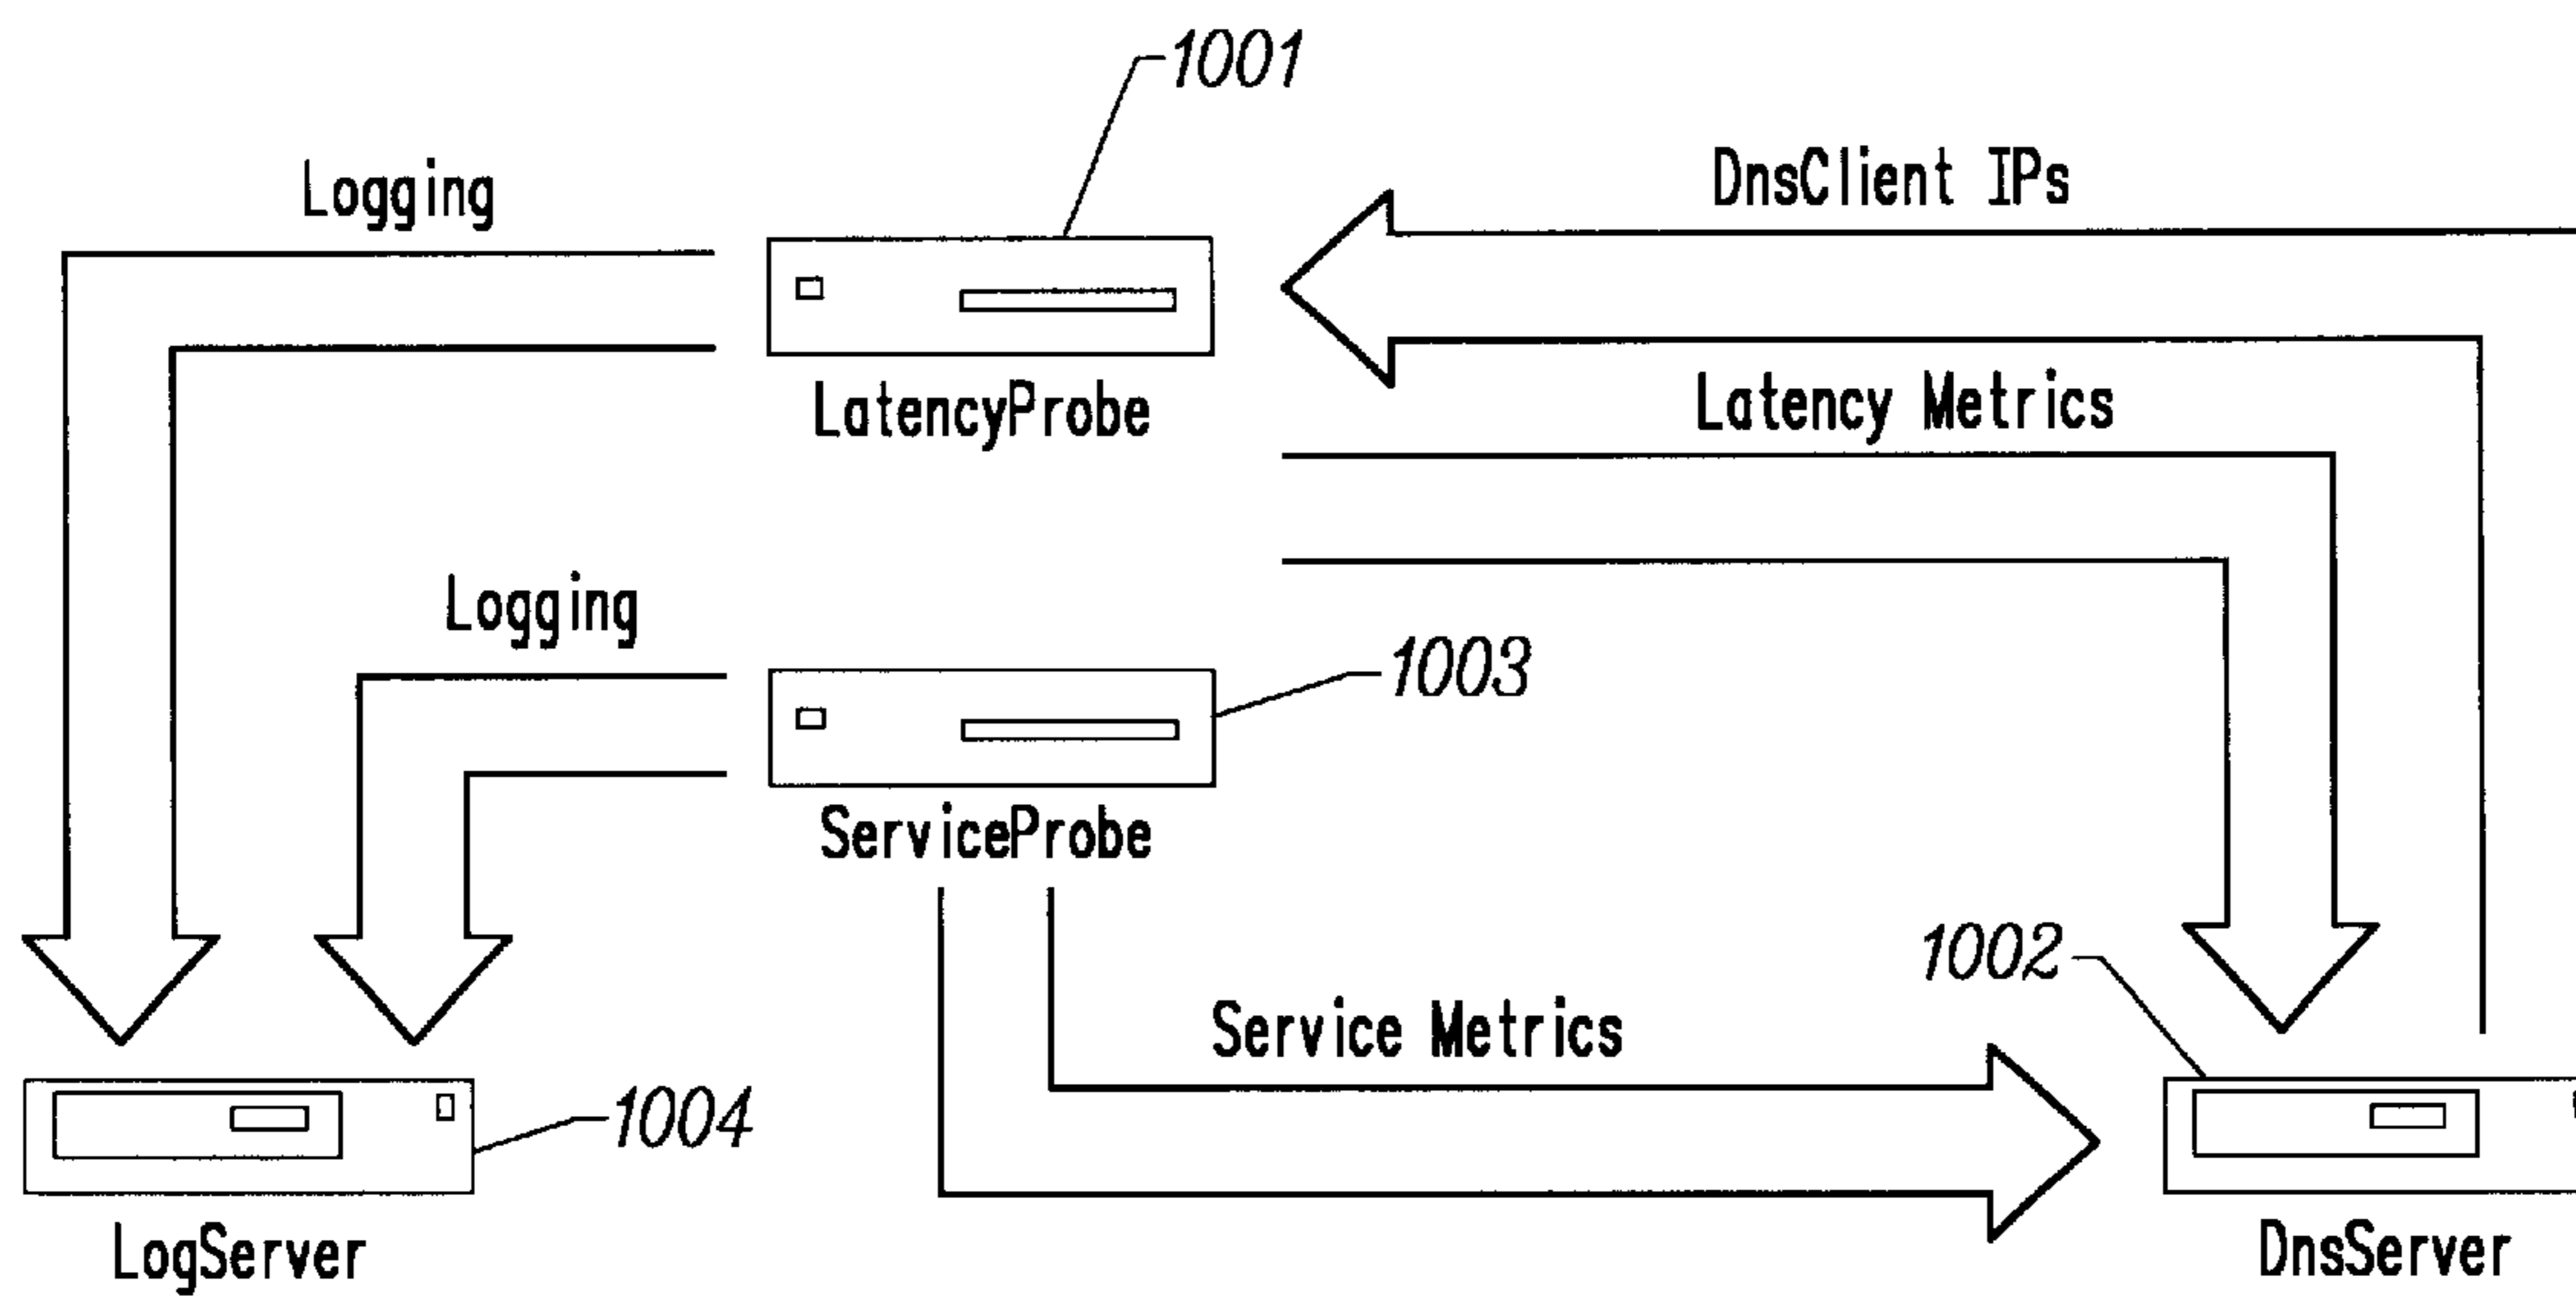 1001
Logging
DnsClient IPs
LatencyProbe
Latency Metrics
Logging
1003
ServiceProbe
1002
Service Metrics
1004
LogServer
DnsServer